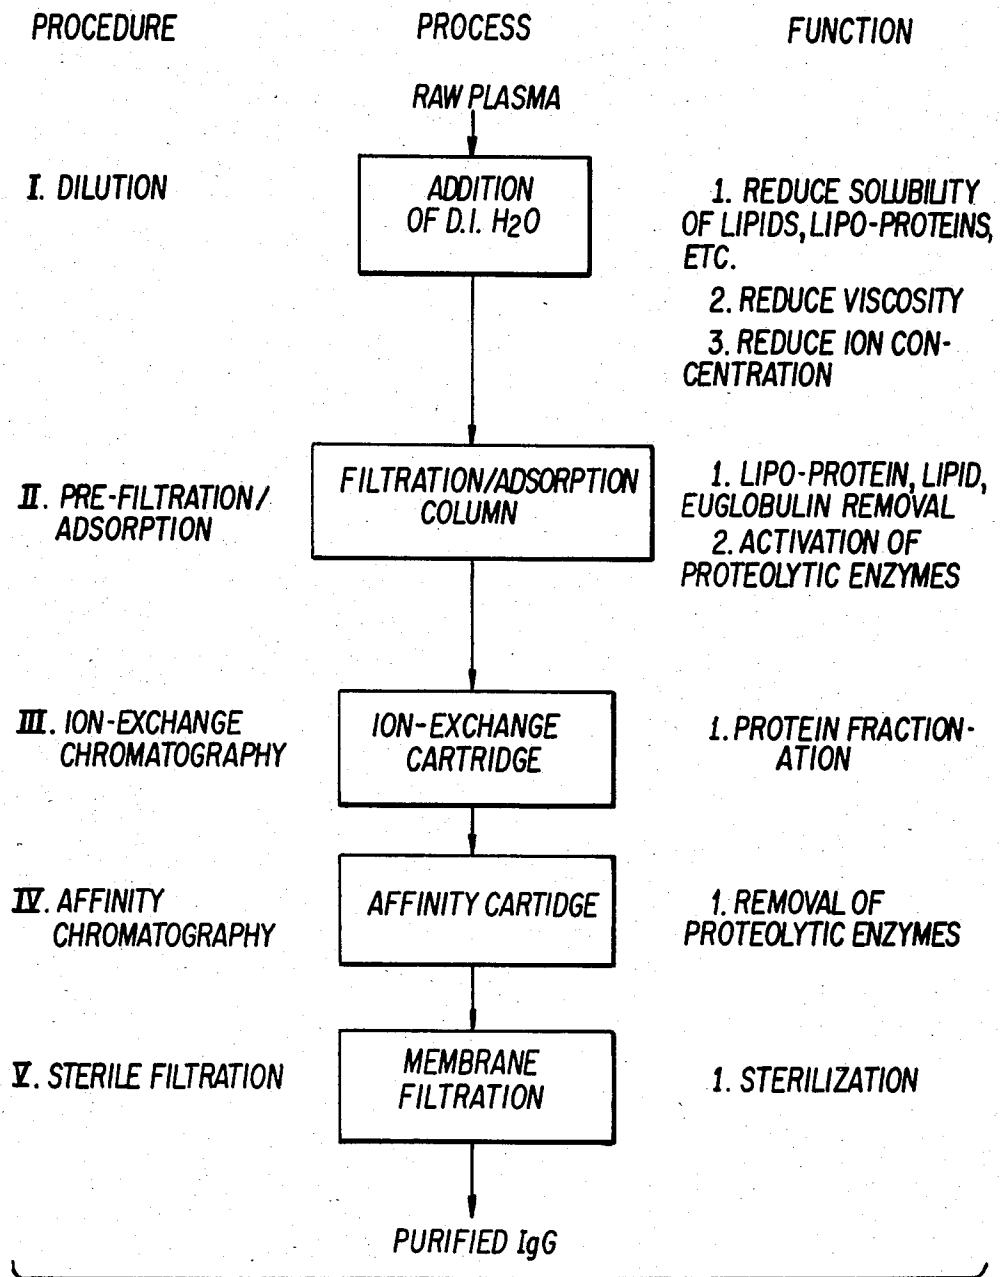 PROCEDURE PROCESS FUNCTION
RAW PLASMA
I. DILUTION
ADDITION
OF D.I. H2O
1. REDUCE SOLUBILITY
OF LIPIDS, LIPO-PROTEINS,
ETC.
2. REDUCE VISCOSITY
3. REDUCE ION CON-
CENTRATION
II. PRE-FILTRATION/
ADSORPTION
FILTRATION/ADSORPTION
COLUMN
1. LIPO-PROTEIN, LIPID,
EUGLOBULIN REMOVAL
2. ACTIVATION OF
PROTEOLYTIC ENZYMES
III. ION-EXCHANGE
CHROMATOGRAPHY
ION-EXCHANGE
CARTRIDGE
1. PROTEIN FRACTION-
ATION
IV. AFFINITY
CHROMATOGRAPHY
AFFINITY CARTIDGE
1. REMOVAL OF
PROTEOLYTIC ENZYMES
V. STERILE FILTRATION
MEMBRANE
FILTRATION
1. STERILIZATION
PURIFIED IgG